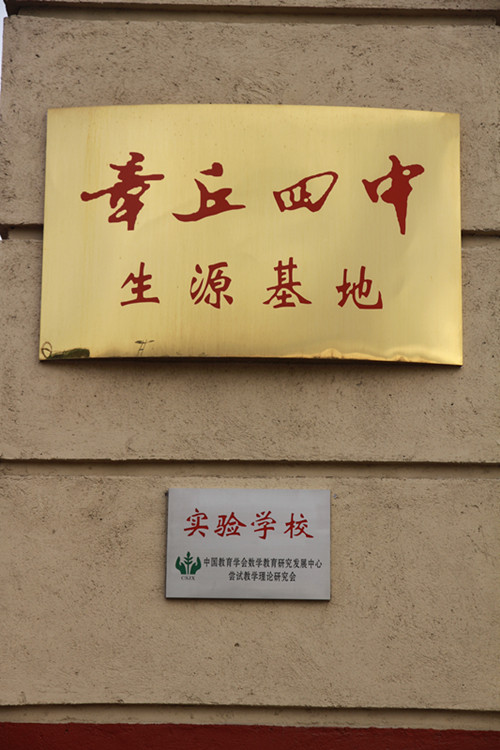 章丘四中
生源基地
实验学校
中国教育学会数学教育研究发展中心
尝试教学理论研究会